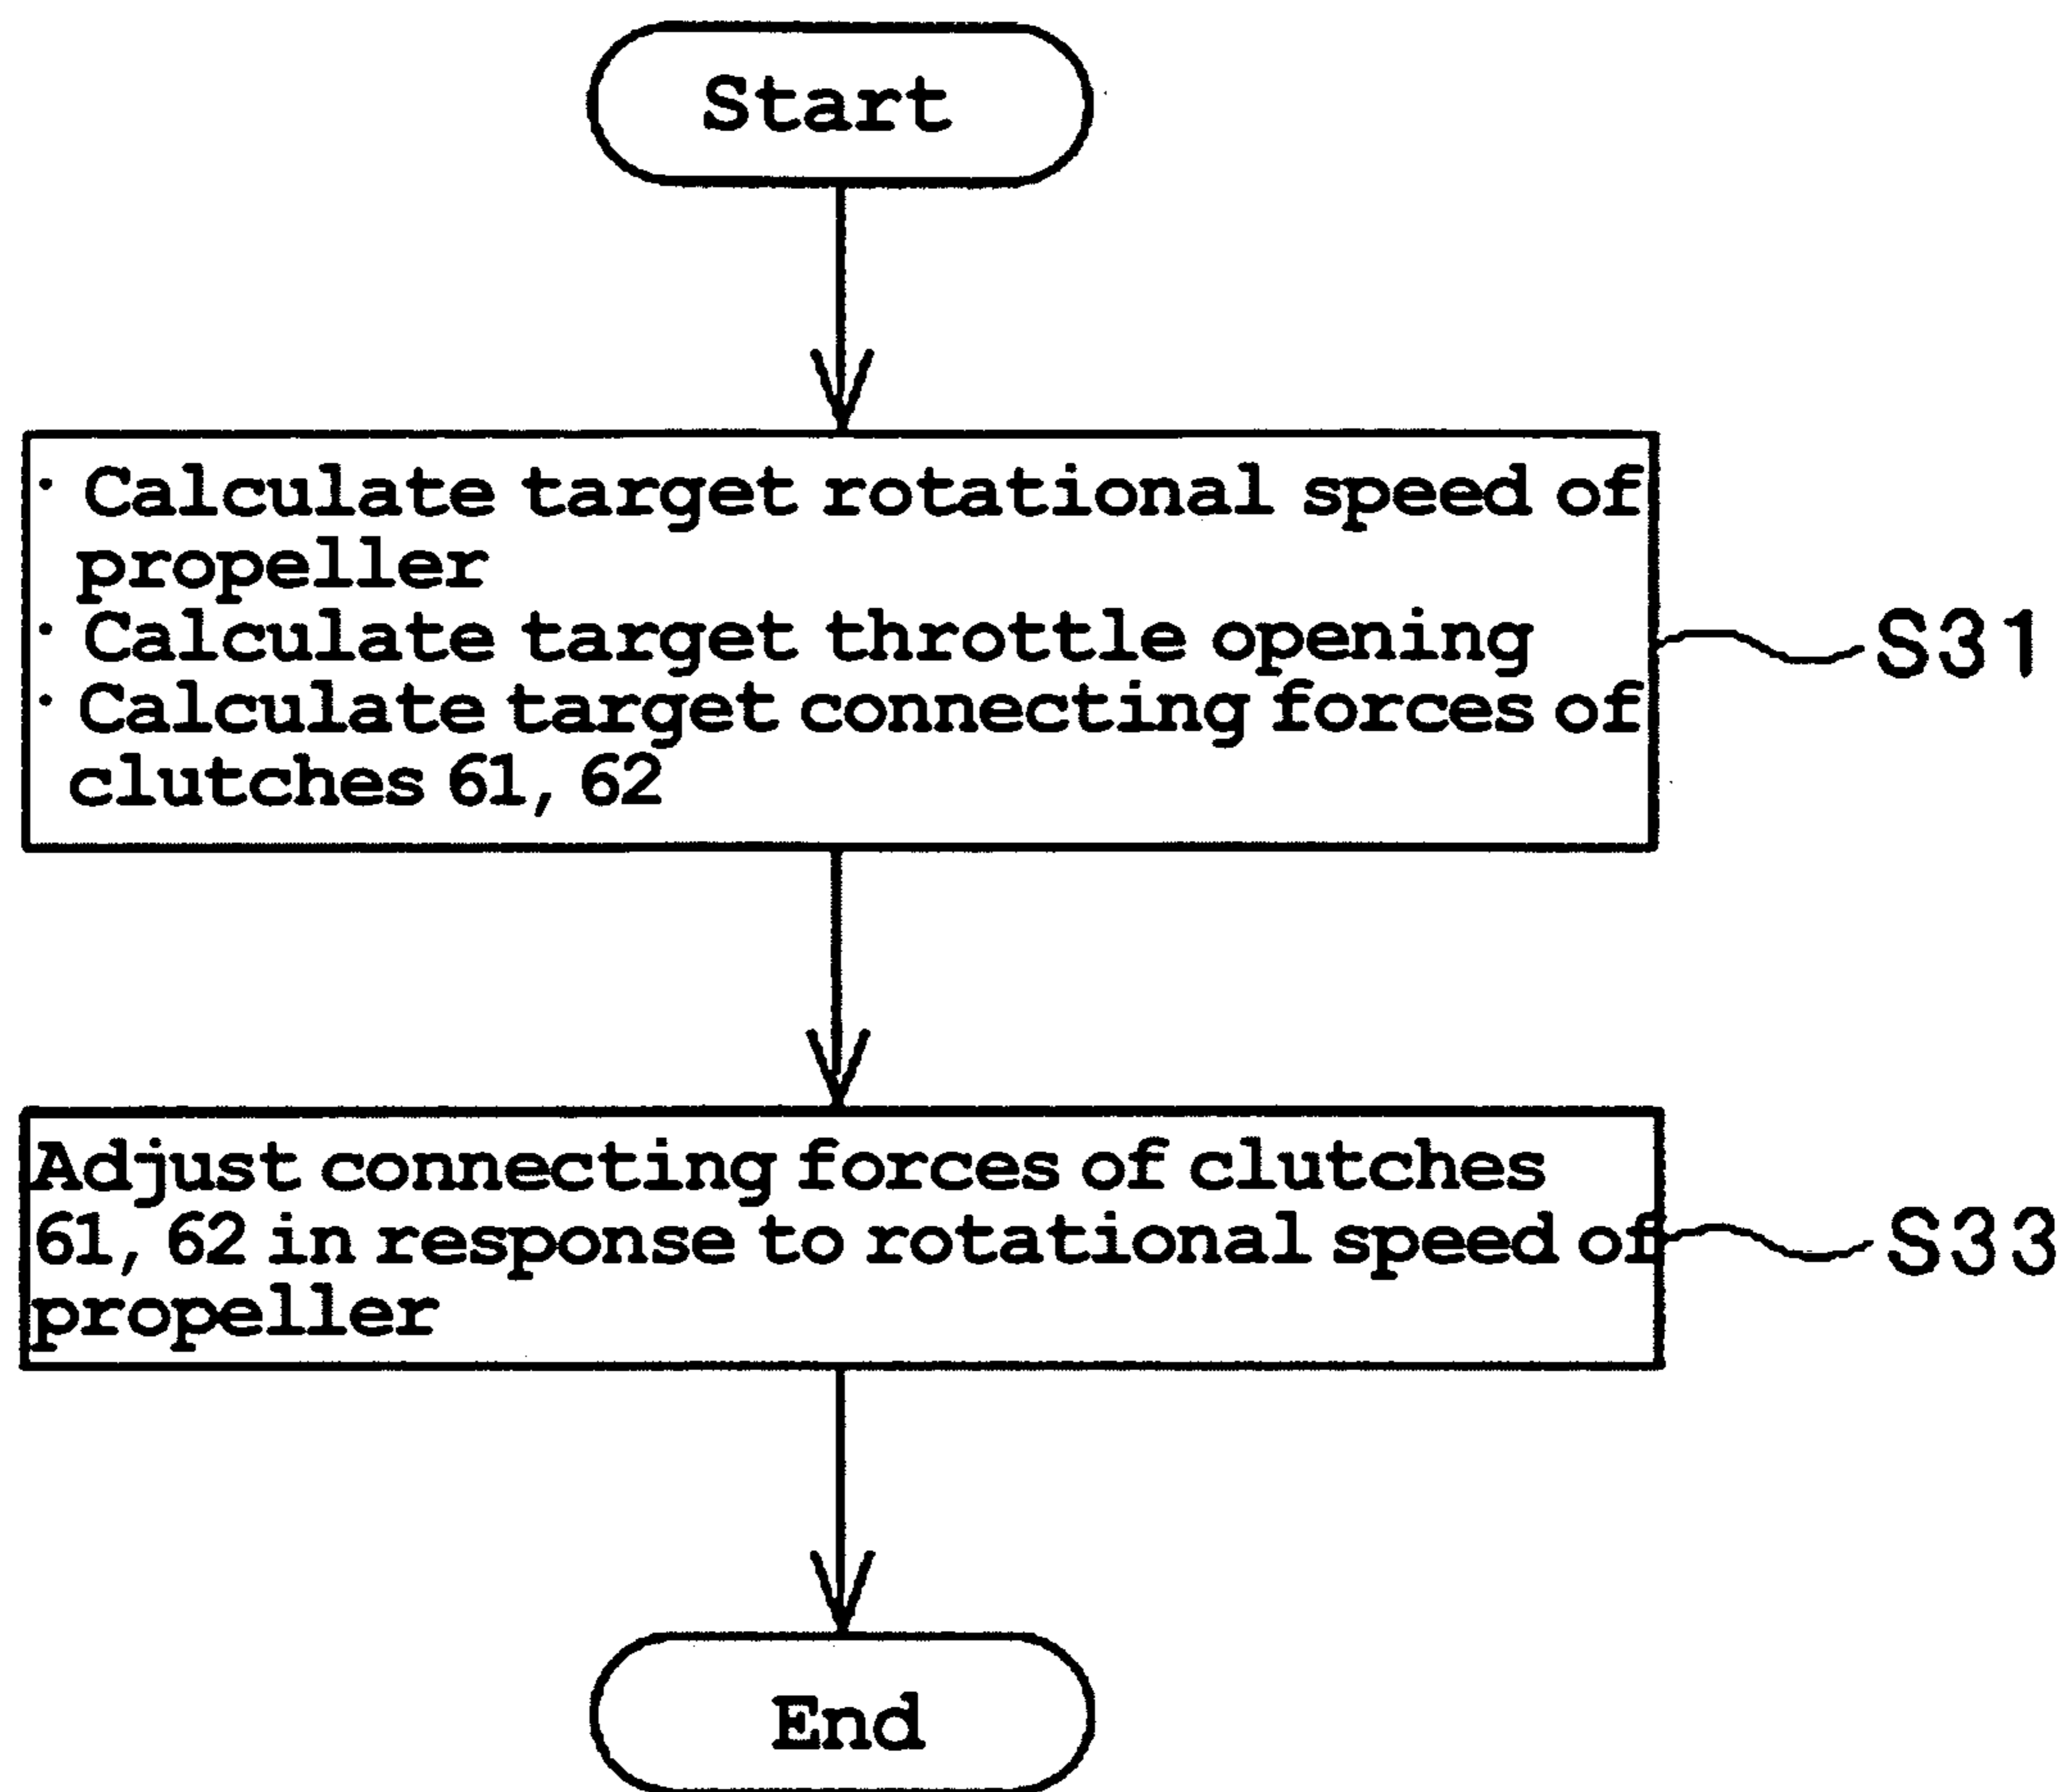 Start
· Calculate target rotational speed of
propeller
· Calculate target throttle opening
· Calculate target connecting forces of
clutches 61, 62
S31
Adjust connecting forces of clutches
61, 62 in response to rotational speed of
propeller
S33
End